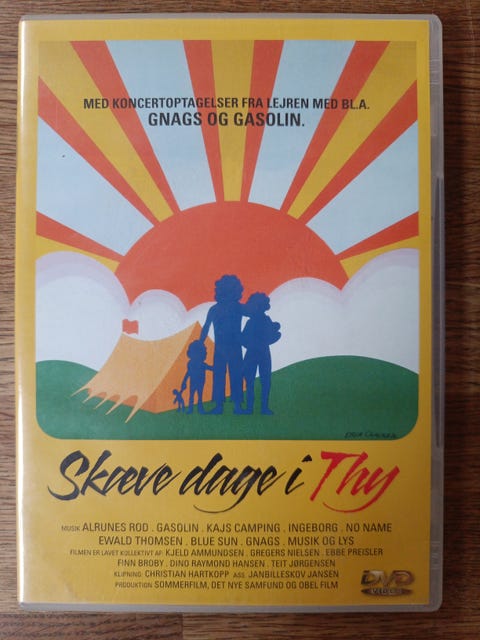 MED KONCERTOPTAGELSER FRA LEJREN MED BL.A.
GNAGS OG GASOLIN.
Skæve dage i Thy
MUSIK ALRUNES ROD . GASOLIN . KAJS CAMPING . INGEBORG . NO NAME
EWALD THOMSEN . BLUE SUN . GNAGS . MUSIK OG LYS
FILMEN ER LAVET KOLLEKTIVT AF: KJELD AMMUNDSEN . GREGERS NIELSEN . EBBE PREISLER
FINN BROBY . DINO RAYMOND HANSEN . TEIT JØRGENSEN
KLIPNING: CHRISTIAN HARTKOPP ASS. JANBILLESKOV JANSEN
PRODUKTION SOMMERFILM, DET NYE SAMFUND OG OBEL FILM
DVD
VIDEO